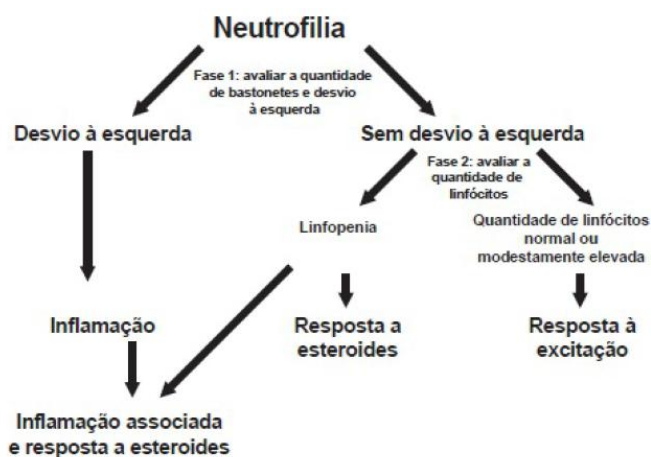 Neutrofilia
Fase 1: avaliar a quantidade
de bastonetes e desvio
à esquerda
Desvio à esquerda
Sem desvio à esquerda
Fase 2: avaliar a
quantidade de
linfócitos
Linfopenia
Quantidade de linfócitos
normal ou
modestamente elevada
Inflamação
Resposta a
esteroides
Resposta à
excitação
Inflamação associada
e resposta a esteroides